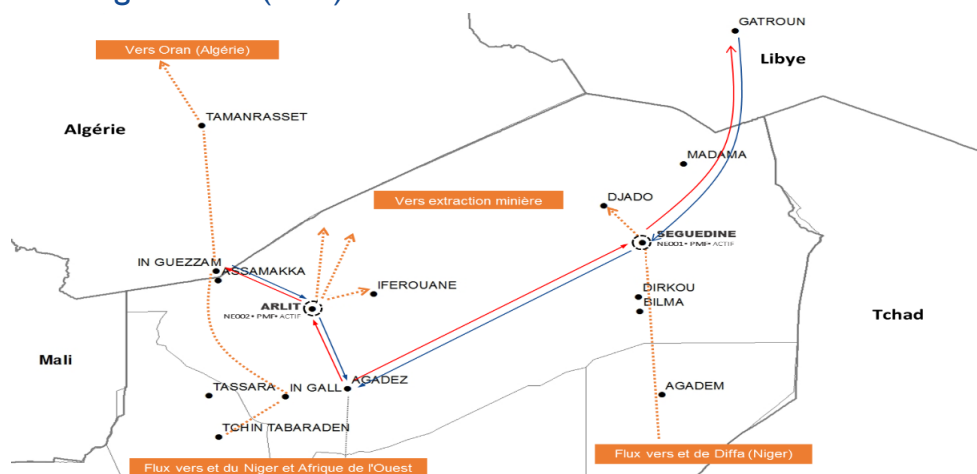 GATROUN
Vers Oran (Algérie)
Libye
TAMANRASSET
Algérie
MADAMA
Vers extraction minière
DJADO
SEGUEDINE
NE001• PMF• ACTIF
IN GUEZZAM
ASSAMAKKA
IFEROUANE
DIRKOU
BILMA
ARLIT
NE002• PMF• ACTIF
Tchad
Mali
AGADEZ
TASSARA
IN GALL
AGADEM
TCHIN TABARADEN
Flux vers et de Diffa (Niger)
Flux vers et du Niger et Afrique de l'Ouest